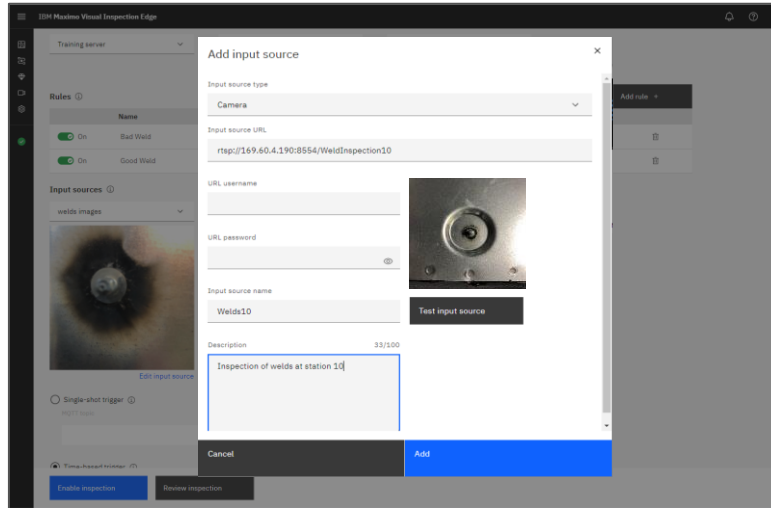 IBM Maximo Visual Inspection Edge
Training server
Rules
Add rule +
Name
On Bad Weld
On Good Weld
Input sources
welds images
Edit input source
Single-shot trigger
Time-based trigger
Enable inspection
Review inspection
Add input source
Input source type
Camera
Input source URL
rtsp://169.60.4.190:8554/WeldInspection10
URL username
URL password
Input source name
Welds10
Test input source
Description 33/100
Inspection of welds at station 10
Cancel
Add